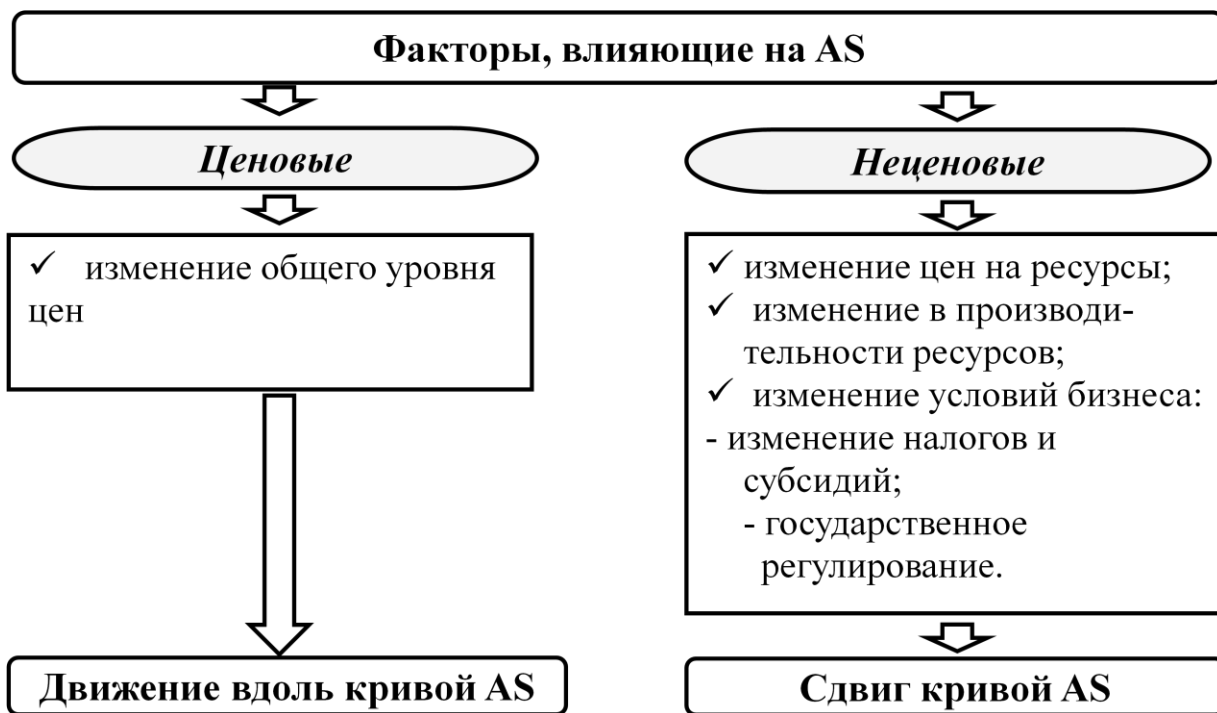 Факторы, влияющие на AS
Ценовые
✓ изменение общего уровня
цен
Движение вдоль кривой AS
Неценовые
✓ изменение цен на ресурсы;
✓ изменение в производи-
тельности ресурсов;
✓ изменение условий бизнеса:
- изменение налогов и
субсидий;
- государственное
регулирование.
Сдвиг кривой AS